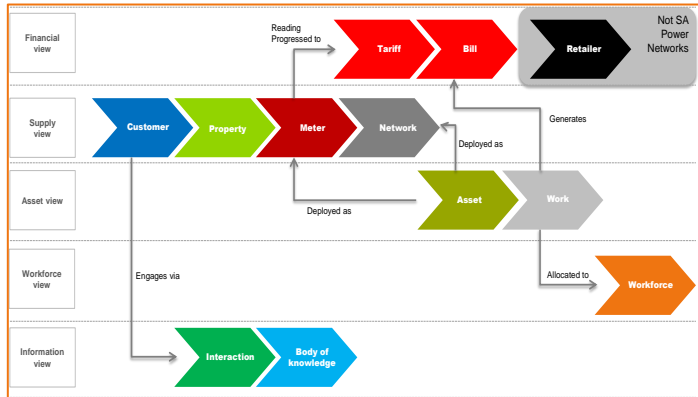 Financial
view
Reading
Progressed to
Tariff
Bill
Retailer
Not SA
Power
Networks
Supply
view
Customer
Property
Meter
Network
Generates
Deployed as
Asset view
Deployed as
Asset
Work
Workforce
view
Engages via
Allocated to
Workforce
Information
view
Interaction
Body of
knowledge